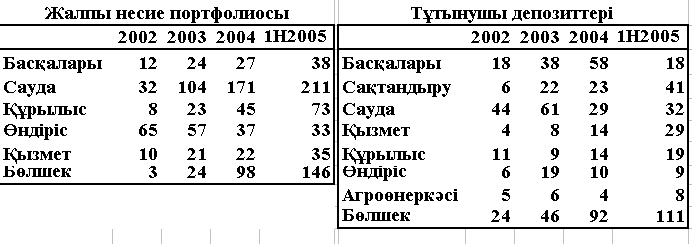 Жалпы несие портфолиосы
2002 2003 2004 1H2005
Басқалары 12 24 27 38
Сауда 32 104 171 211
Құрылыс 8 23 45 73
Өндіріс 65 57 37 33
Қызмет 10 21 22 35
Бөлшек 3 24 98 146
Тұтынушы депозиттері
2002 2003 2004 1H2005
Басқалары 18 38 58 18
Сақтандыру 6 22 23 41
Сауда 44 61 29 32
Қызмет 4 8 14 29
Құрылыс 11 9 14 19
Өндіріс 6 19 10 9
Агроөнеркәсі 5 6 4 8
Бөлшек 24 46 92 111